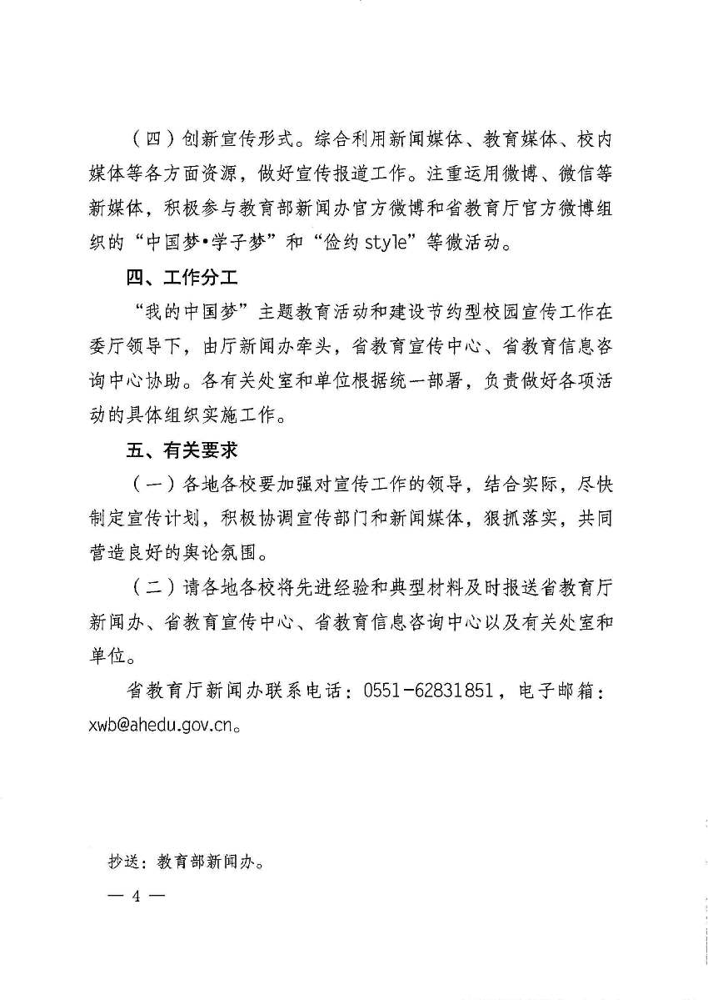 （四）创新宣传形式。综合利用新闻媒体、教育媒体、校内
媒体等各方面资源，做好宣传报道工作。注重运用微博、微信等
新媒体，积极参与教育部新闻办官方微博和省教育厅官方微博组
织的“中国梦•学子梦”和“俭约style”等微活动。
四、工作分工
“我的中国梦”主题教育活动和建设节约型校园宣传工作在
委厅领导下，由厅新闻办牵头，省教育宣传中心、省教育信息咨
询中心协助。各有关处室和单位根据统一部署，负责做好各项活
动的具体组织实施工作。
五、有关要求
（一）各地各校要加强对宣传工作的领导，结合实际，尽快
制定宣传计划，积极协调宣传部门和新闻媒体，狠抓落实，共同
营造良好的舆论氛围。
（二）请各地各校将先进经验和典型材料及时报送省教育厅
新闻办、省教育宣传中心、省教育信息咨询中心以及有关处室和
单位。
省教育厅新闻办联系电话：0551-62831851，电子邮箱：
xwb@ahedu.gov.cn。
抄送：教育部新闻办。
— 4 —